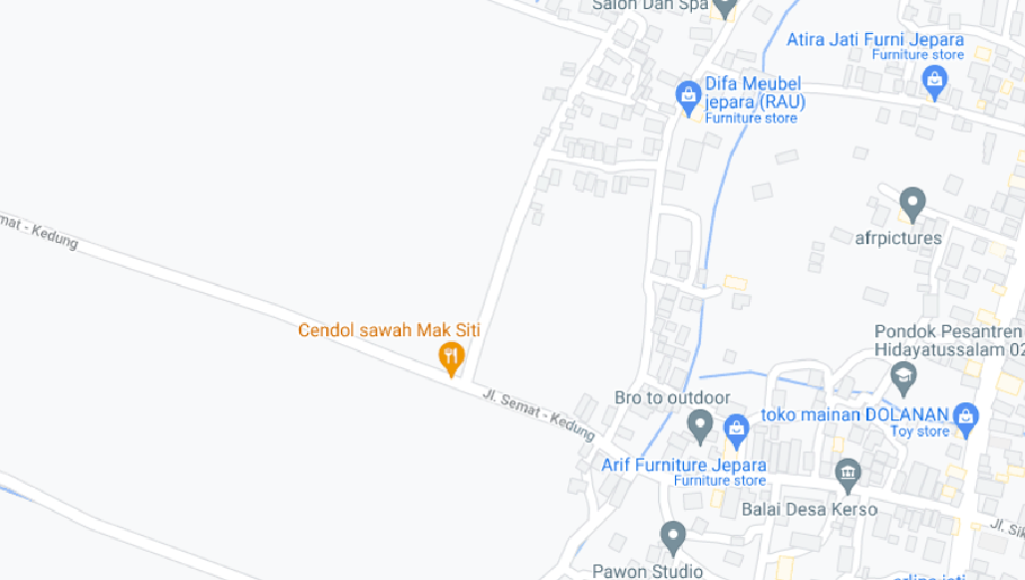 Salon Dan Spa
Atira Jati Furni Jepara
Furniture store
Difa Meubel
jepara (RAU)
Furniture store
afrpictures
mat - Kedung
Cendol sawah Mak Siti
Pondok Pesantren
Hidayatussalam 02
Jl. Semat - Kedung
Bro to outdoor
toko mainan DOLANAN
Toy store
Arif Furniture Jepara
Furniture store
Balai Desa Kerso
Jl. Sik
Pawon Studio